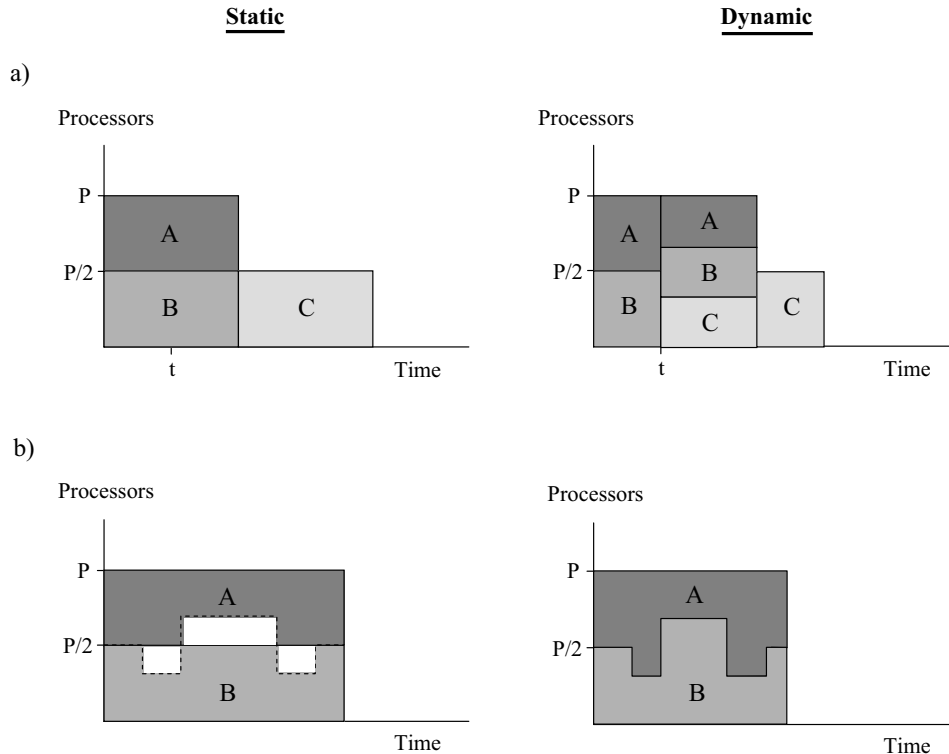 Static
Dynamic
a)
Processors
P
A
P/2
B
C
t
Time
Processors
P
A
A
P/2
B
B
C
C
t
Time
b)
Processors
P
A
P/2
B
Time
Processors
P
A
P/2
B
Time